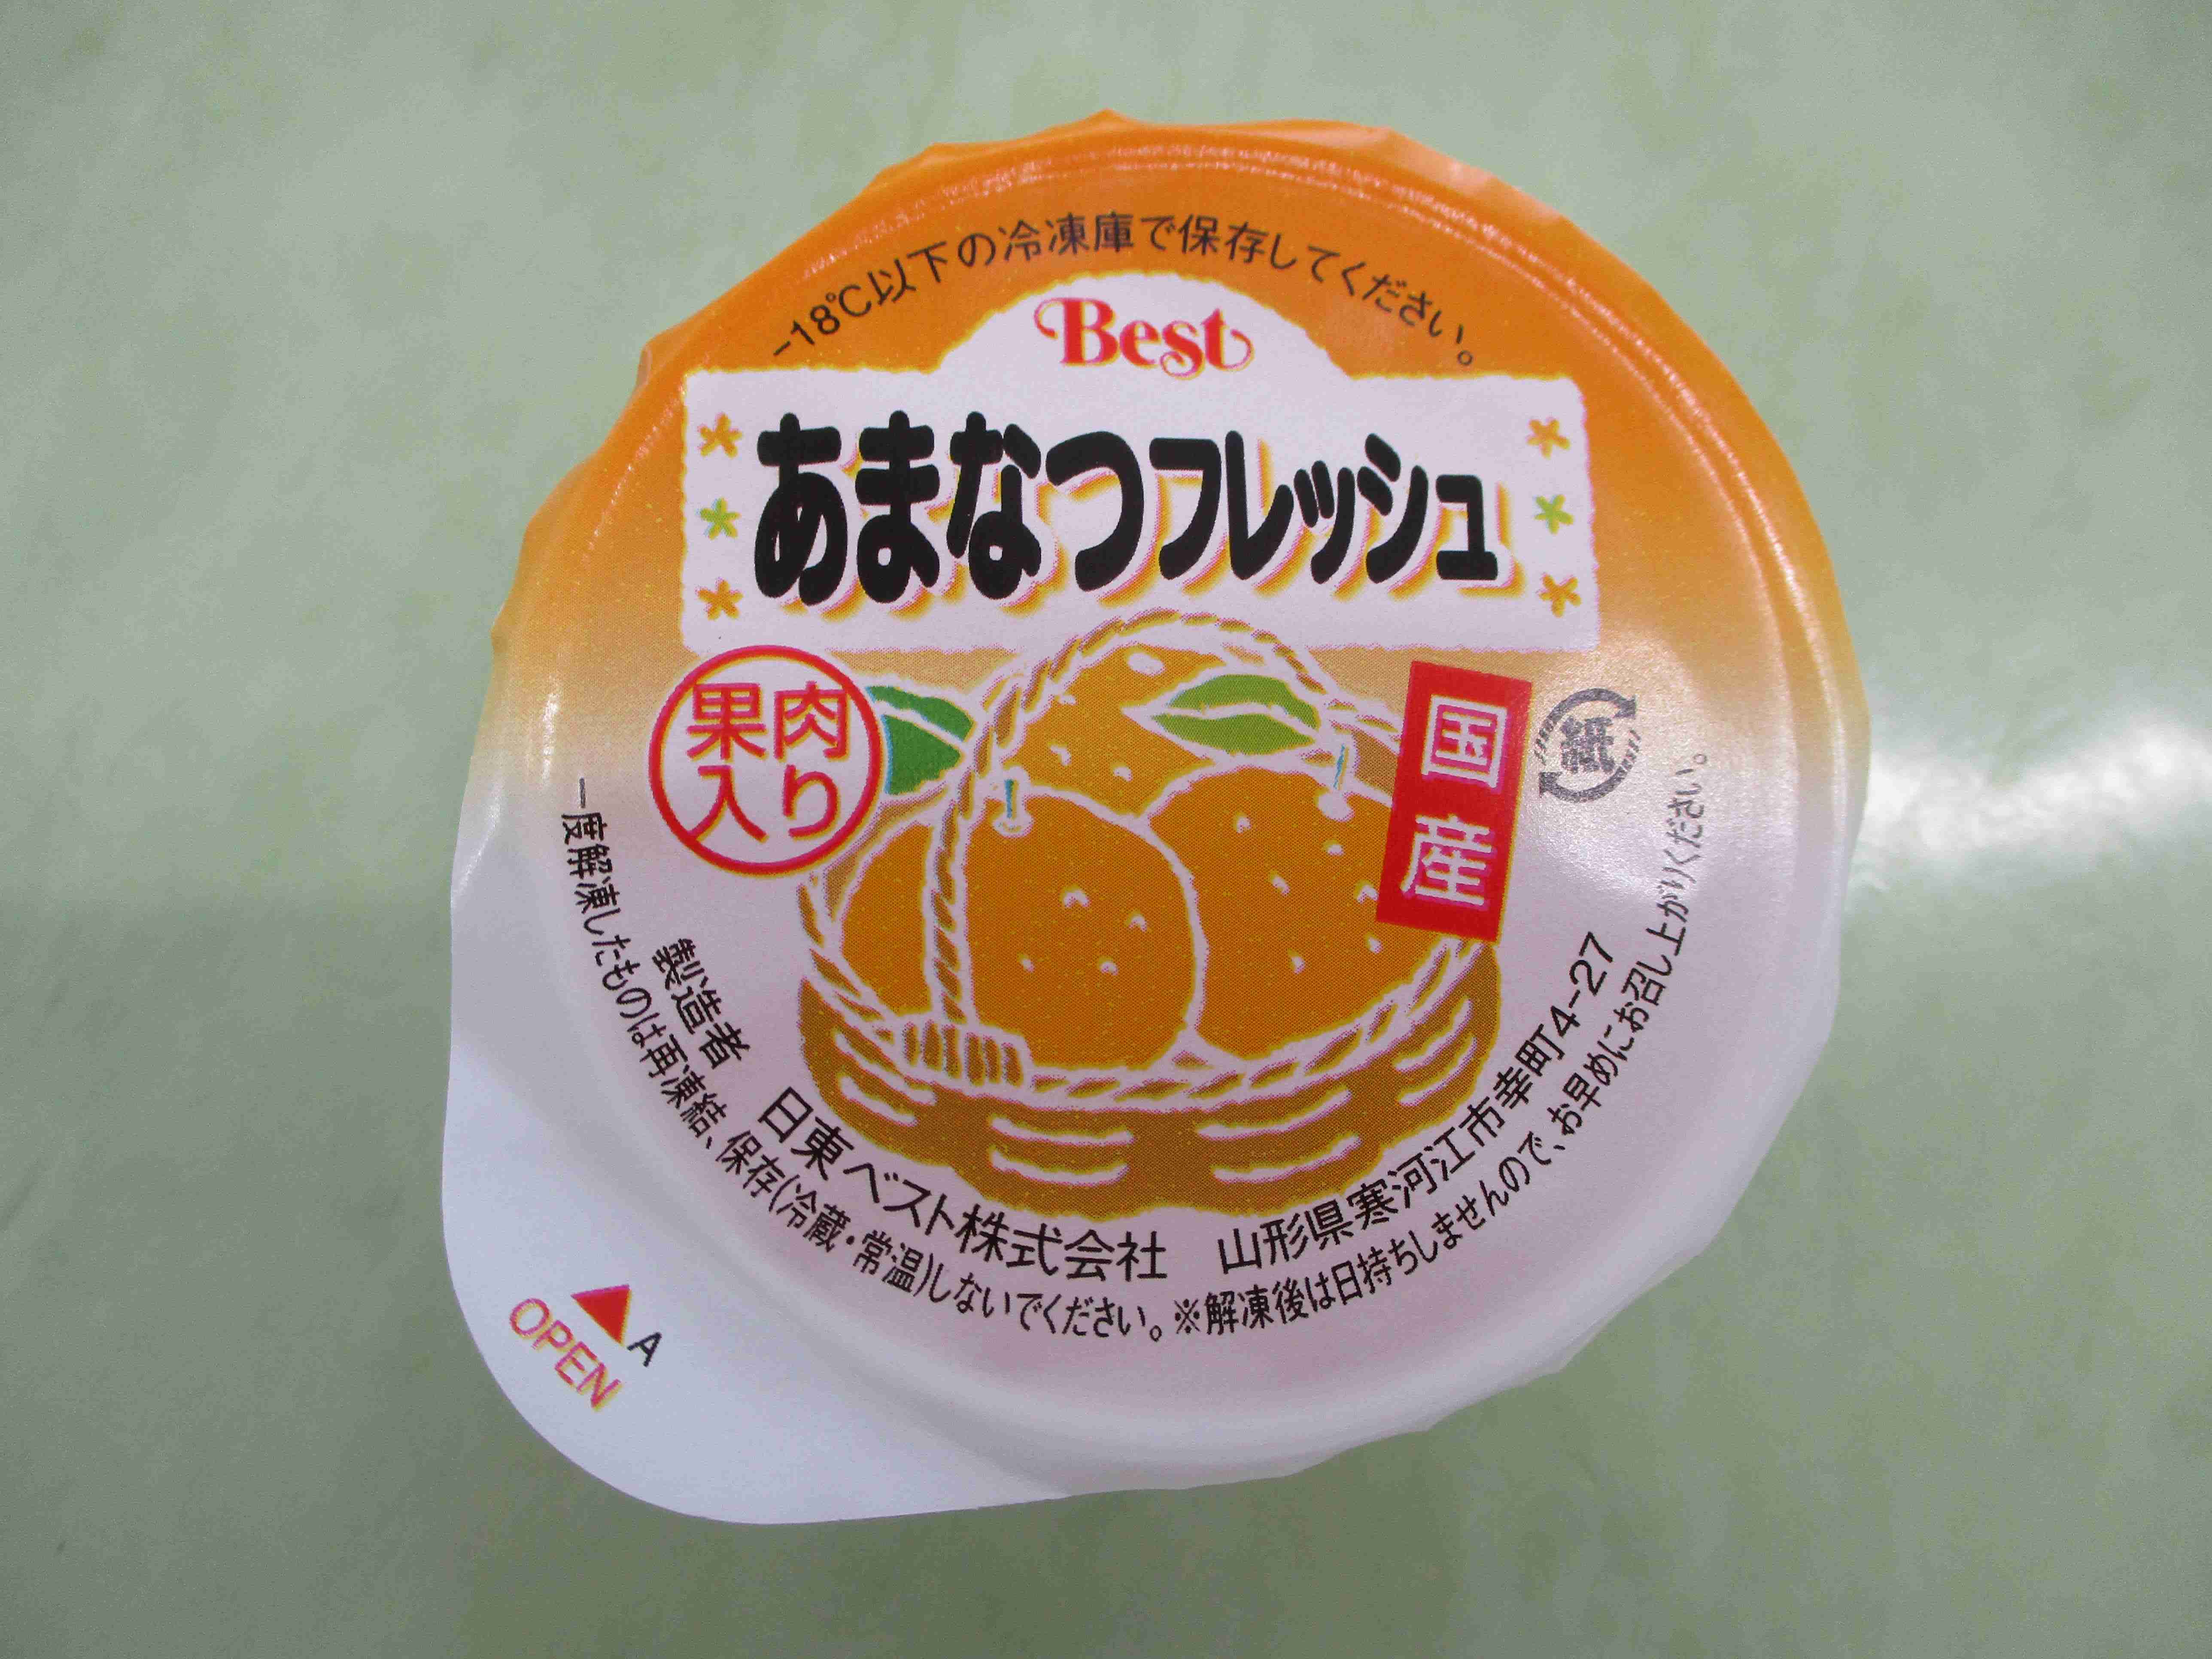 -18℃以下の冷凍庫で保存してください。
Best
あまなつフレッシュ
果肉
入り
国産
紙
製造者 日東ベスト株式会社 山形県寒河江市幸町4-27
一度解凍したものは再凍結、保存(冷蔵・常温)しないでください。※解凍後は日持ちしませんので、お早めにお召し上がりください。
A
OPEN